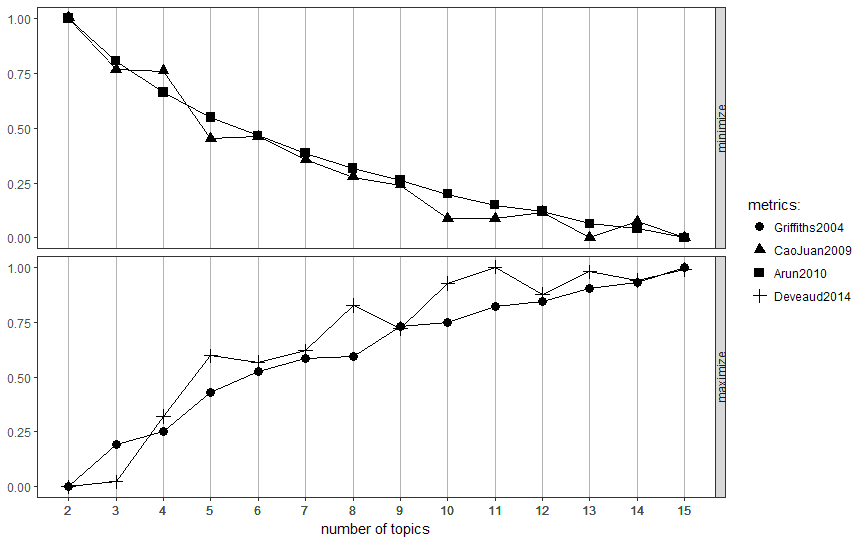 1.00
0.75
0.50
0.25
0.00
minimize
1.00
0.75
0.50
0.25
0.00
maximize
2 3 4 5 6 7 8 9 10 11 12 13 14 15
number of topics
metrics:
Griffiths2004
CaoJuan2009
Arun2010
Deveaud2014